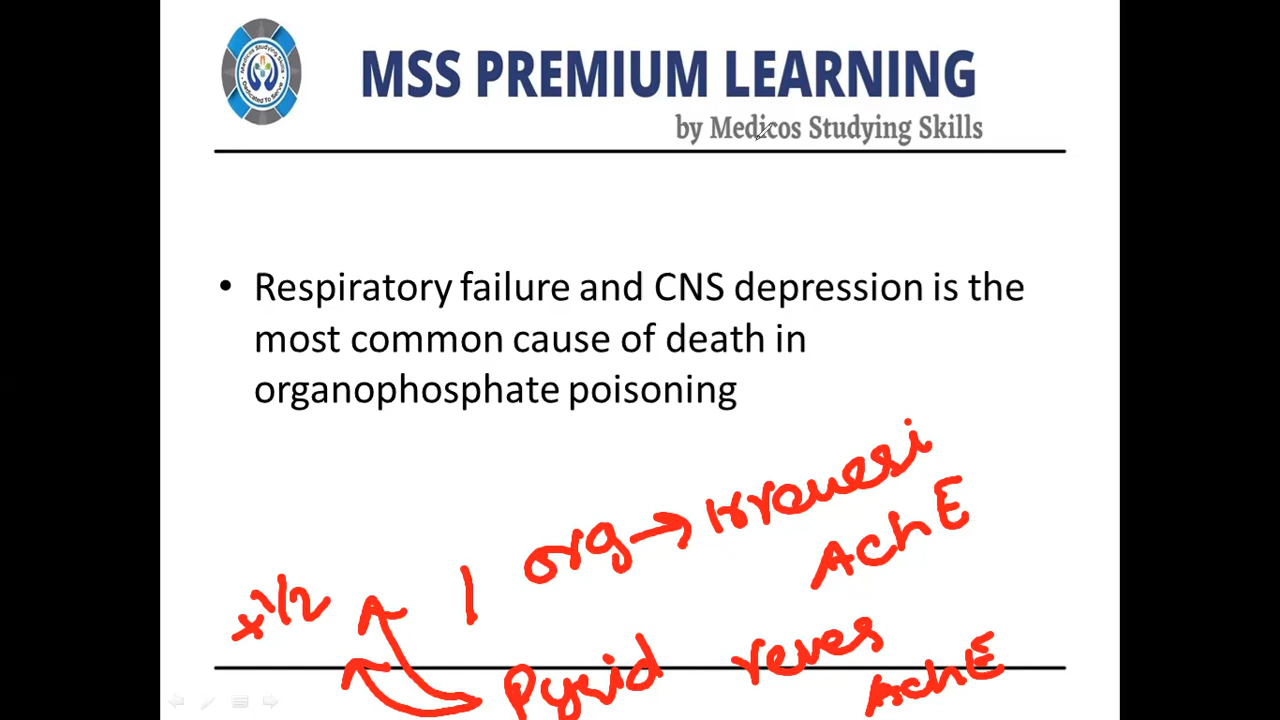 MSS PREMIUM LEARNING
by Medicos Studying Skills
• Respiratory failure and CNS depression is the
most common cause of death in
organophosphate poisoning
org → Irreversi
AchE
t 1/2
Pyrid reves
AchE